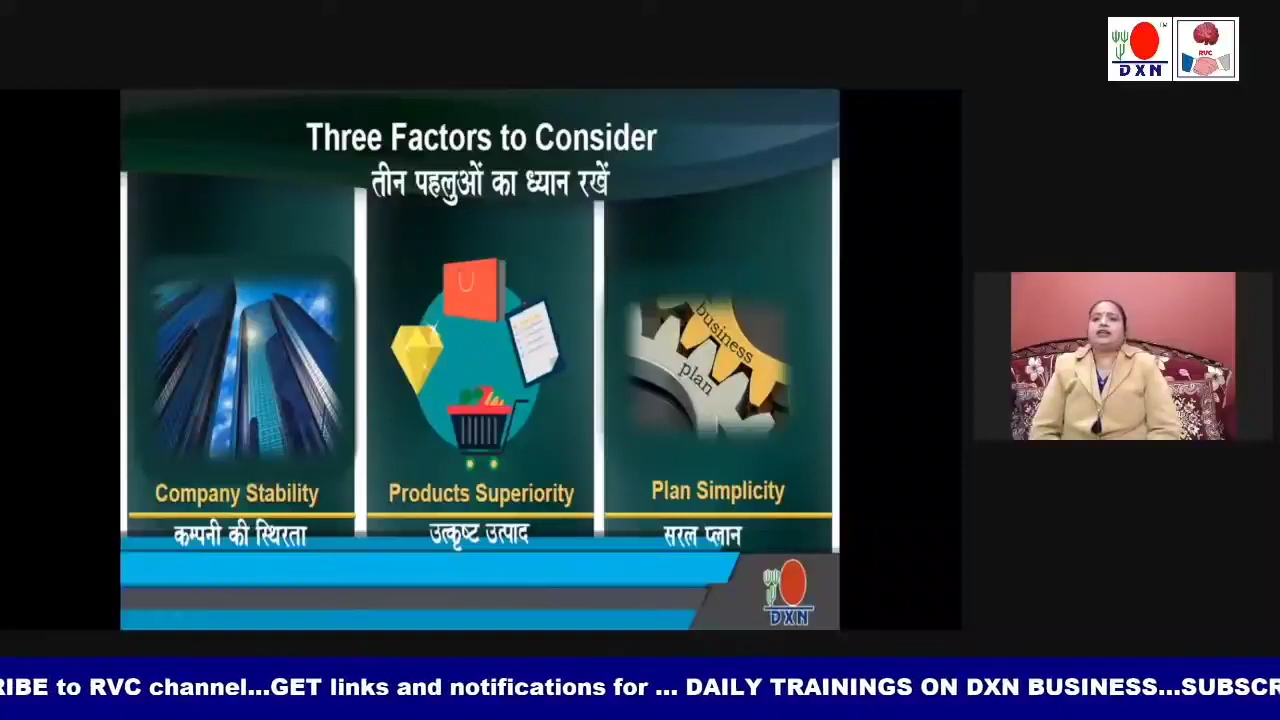 DXN
RVC
Three Factors to Consider
तीन पहलुओं का ध्यान रखें
business
plan
Company Stability
Products Superiority
Plan Simplicity
कम्पनी की स्थिरता
उत्कृष्ट उत्पाद
सरल प्लान
DXN
RIBE to RVC channel...GET links and notifications for ... DAILY TRAININGS ON DXN BUSINESS...SUBSCR